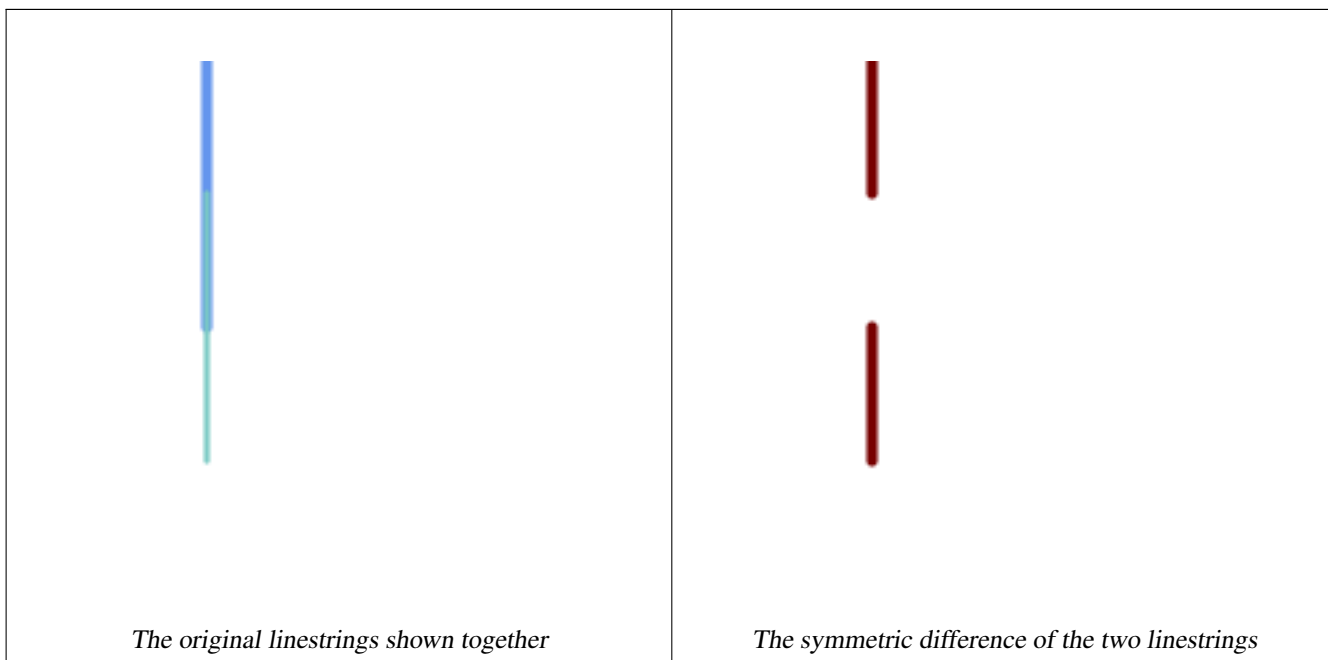 The original linestrings shown together
The symmetric difference of the two linestrings